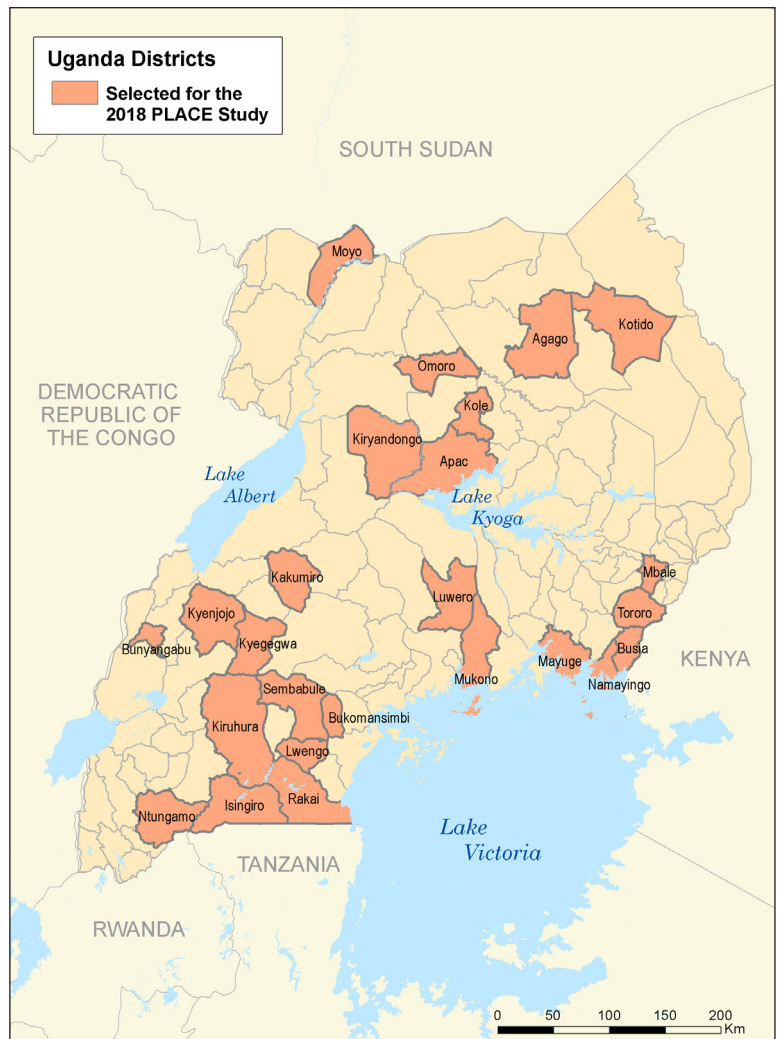 Uganda Districts
Selected for the
2018 PLACE Study
SOUTH SUDAN
Moyo
Kotido
Agago
Omoro
DEMOCRATIC
REPUBLIC OF
THE CONGO
Kole
Kiryandongo
Apac
Lake
Albert
Lake
Kyoga
Kakumiro
Mbale
Luwero
Kyenjojo
Tororo
Bunyangabu
Kyegegwa
Busia
Mayuge
KENYA
Mukono
Namayingo
Sembabule
Kiruhura
Bukomansimbi
Lwengo
Rakai
Isingiro
Ntungamo
Lake
Victoria
TANZANIA
RWANDA
0 50 100 150 200
Km